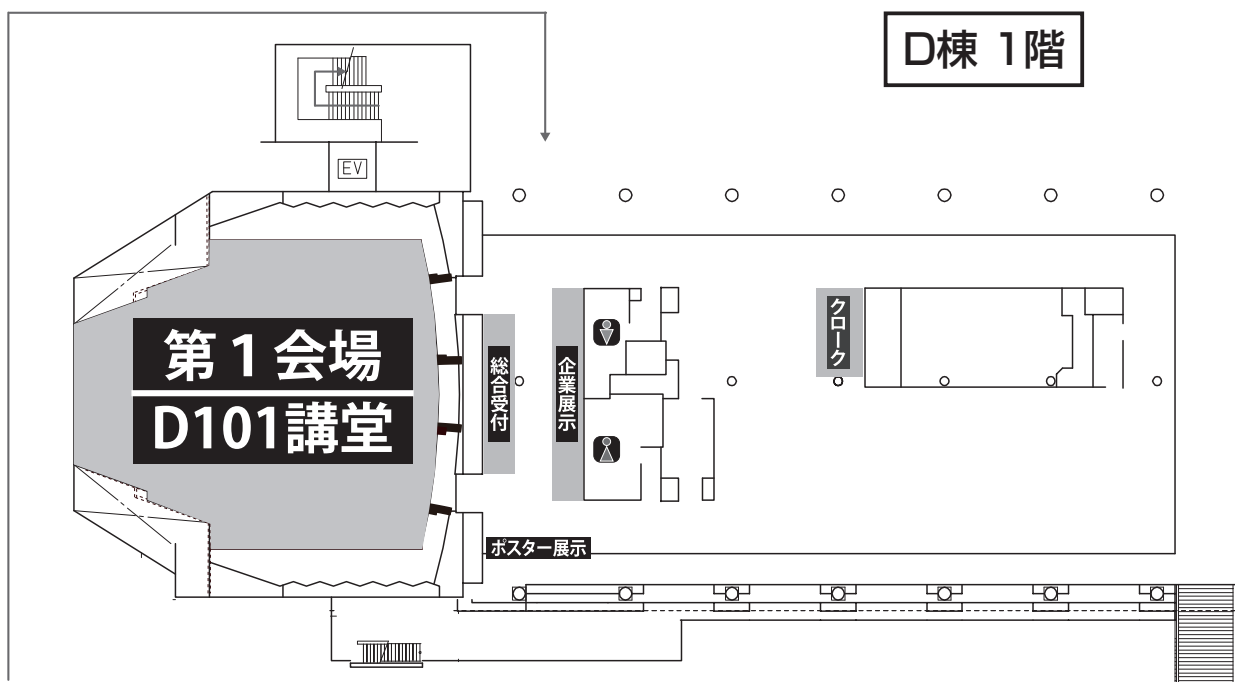 D棟 1階
EV
第1会場
D101講堂
総合受付
企業展示
クローク
ポスター展示